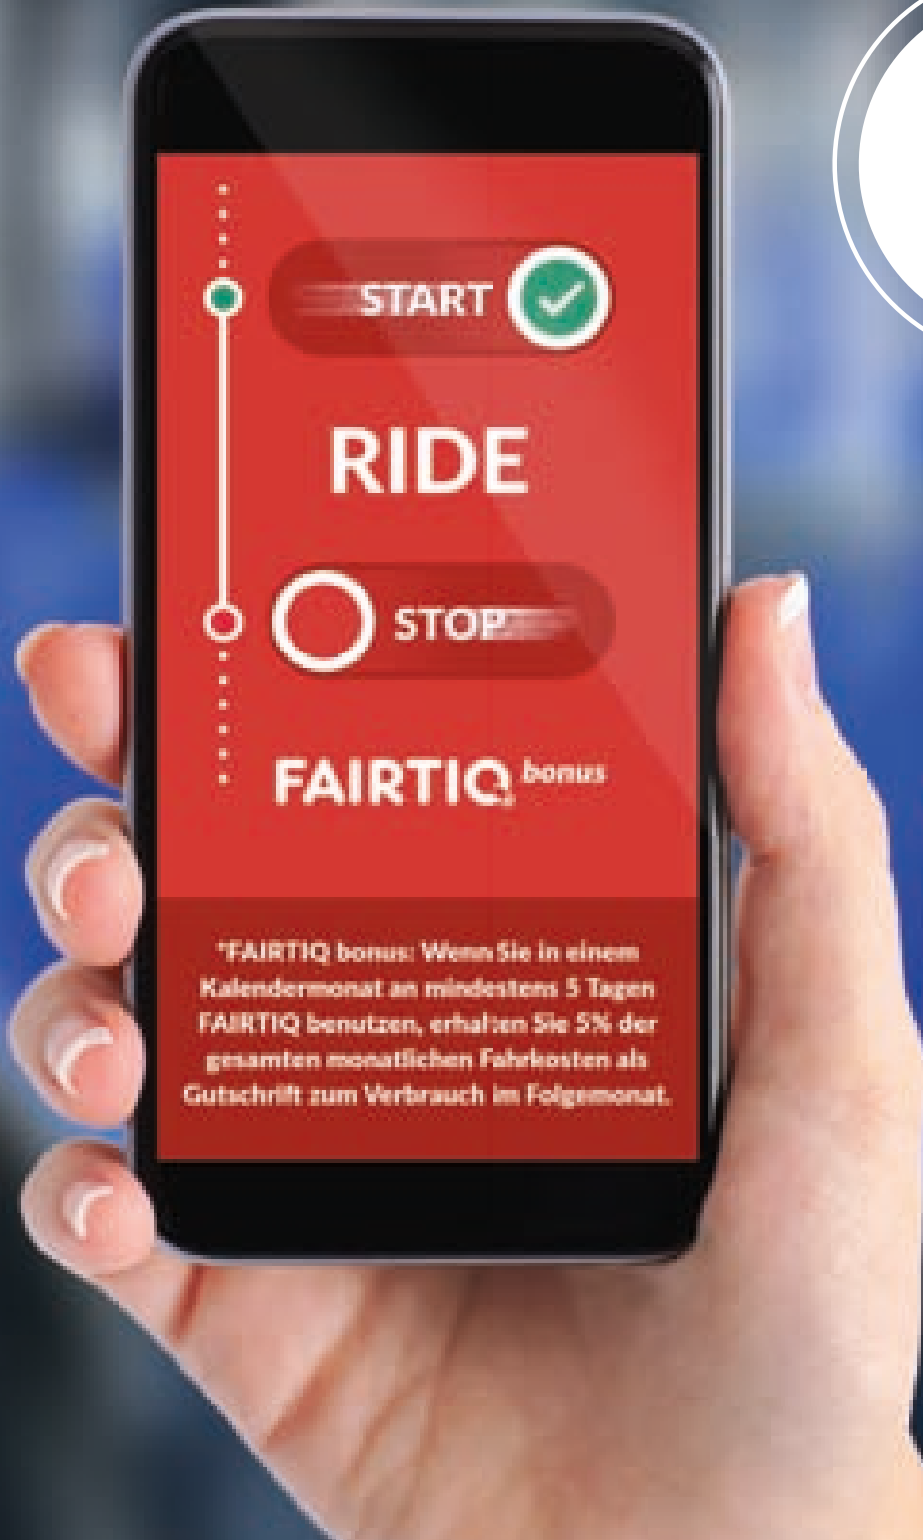 START
RIDE
STOP
FAIRTIQ bonus
*FAIRTIQ bonus: Wenn Sie in einem
Kalendermonat an mindestens 5 Tagen
FAIRTIQ benutzen, erhalten Sie 5% der
gesamten monatlichen Fahrkosten als
Gutschrift zum Verbrauch im Folgemonat.